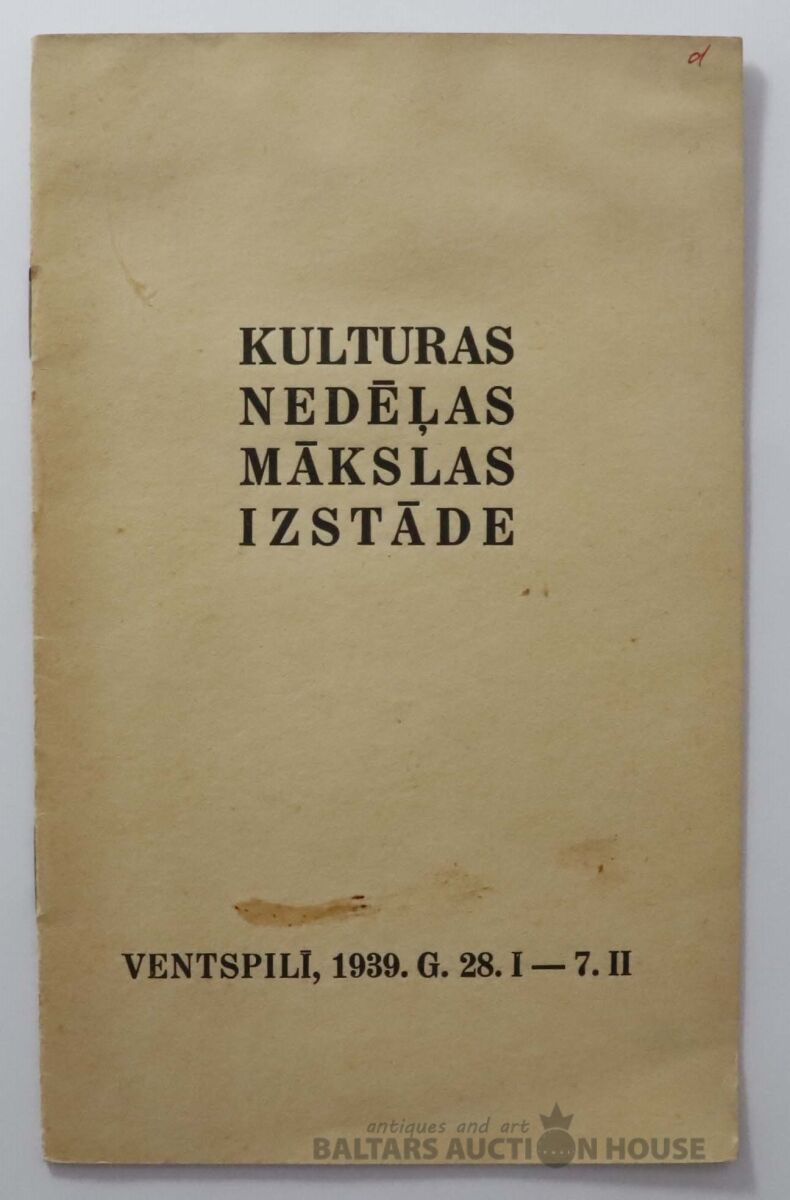 d
KULTURAS
NEDĒĻAS
MĀKSLAS
IZSTĀDE
VENTSPILĪ, 1939. G. 28. I — 7. II
antiques and art
BALTARS AUCTION HOUSE